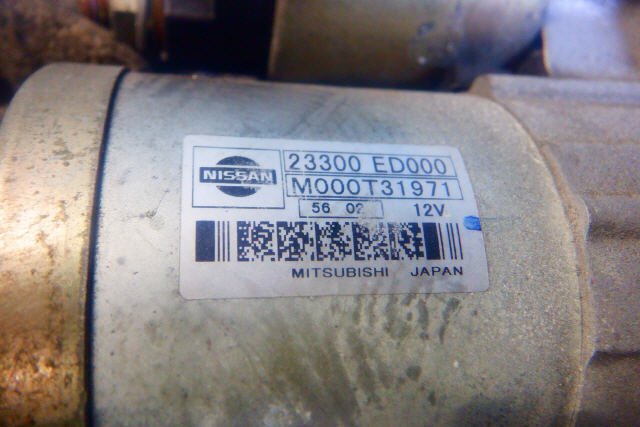 NISSAN
23300 ED000
M000T31971
56 02 12V
MITSUBISHI JAPAN